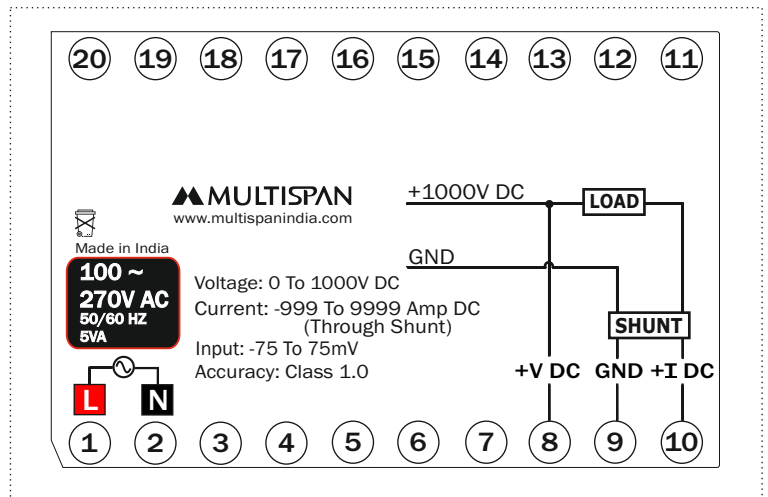 20 19 18 17 16 15 14 13 12 11
MULTISPAN
www.multispanindia.com
+1000V DC
LOAD
GND
Made in India
100 ~
270V AC
50/60 HZ
5VA
Voltage: 0 To 1000V DC
Current: -999 To 9999 Amp DC
(Through Shunt)
Input: -75 To 75mV
Accuracy: Class 1.0
SHUNT
+V DC GND +I DC
L N
1 2 3 4 5 6 7 8 9 10